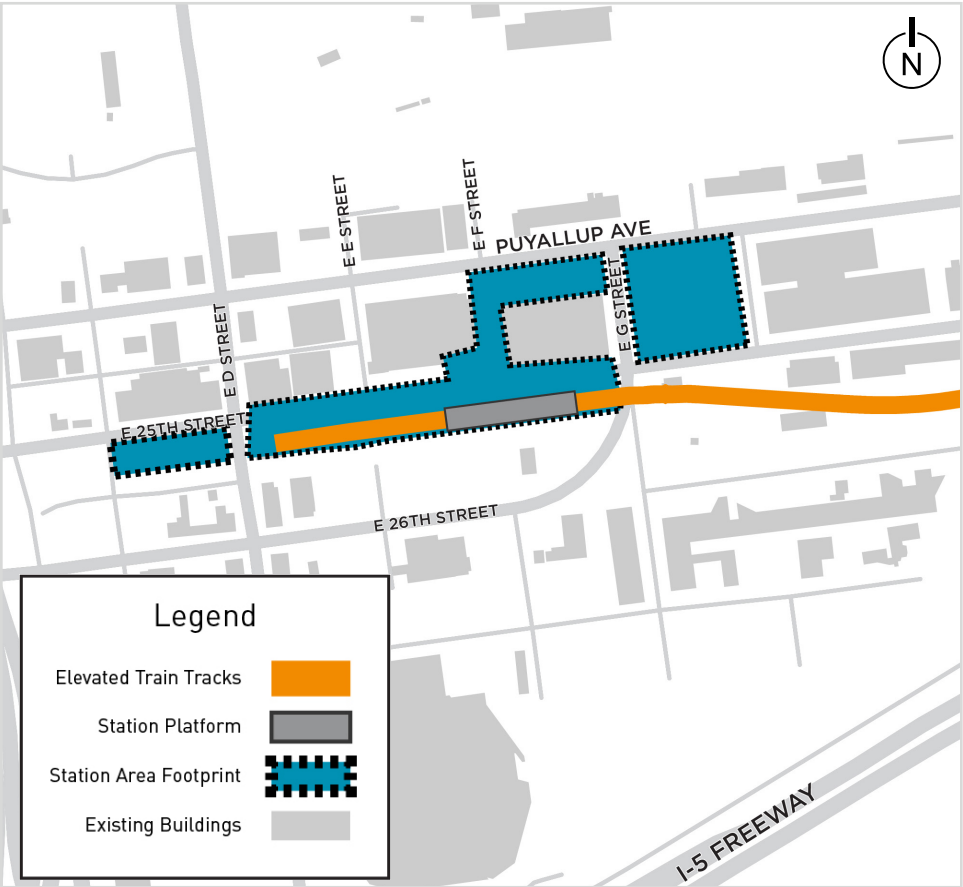 N
E E STREET
E F STREET
PUYALLUP AVE
E G STREET
E D STREET
E 25TH STREET
E 26TH STREET
I-5 FREEWAY
Legend
Elevated Train Tracks
Station Platform
Station Area Footprint
Existing Buildings